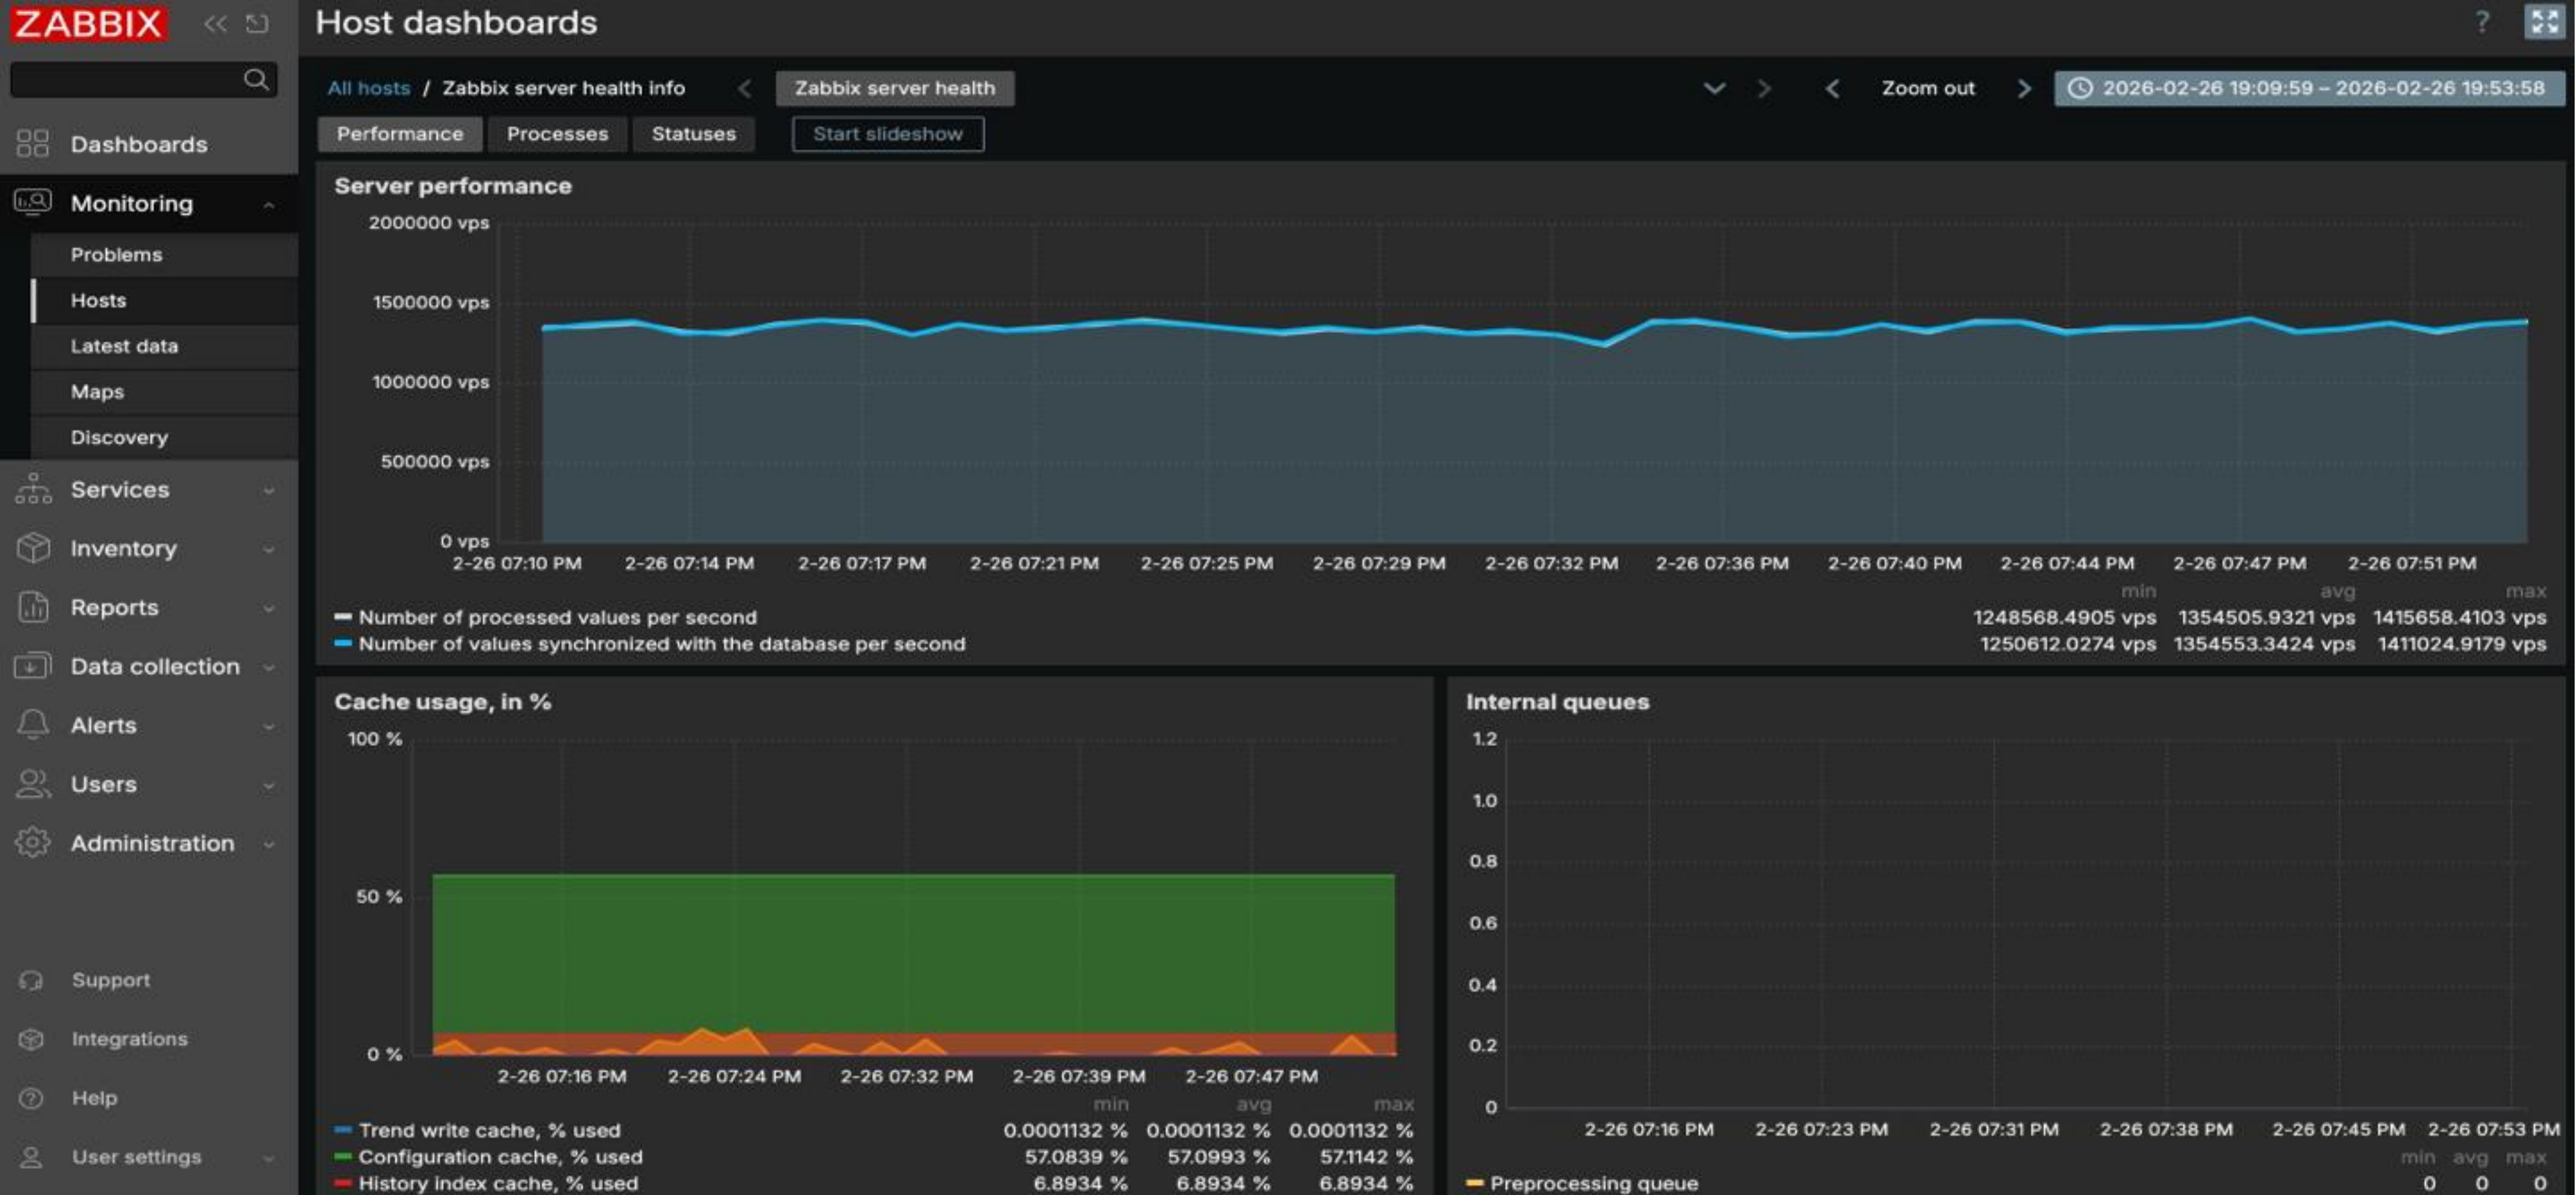 ZABBIX
Host dashboards
?
All hosts / Zabbix server health info
Zabbix server health
Zoom out
2026-02-26 19:09:59 – 2026-02-26 19:53:58
Performance
Processes
Statuses
Start slideshow
Dashboards
Monitoring
Problems
Hosts
Latest data
Maps
Discovery
Services
Inventory
Reports
Data collection
Alerts
Users
Administration
Support
Integrations
Help
User settings
Server performance
2000000 vps
1500000 vps
1000000 vps
500000 vps
0 vps
2-26 07:10 PM 2-26 07:14 PM 2-26 07:17 PM 2-26 07:21 PM 2-26 07:25 PM 2-26 07:29 PM 2-26 07:32 PM 2-26 07:36 PM 2-26 07:40 PM 2-26 07:44 PM 2-26 07:47 PM 2-26 07:51 PM
min avg max
Number of processed values per second 1248568.4905 vps 1354505.9321 vps 1415658.4103 vps
Number of values synchronized with the database per second 1250612.0274 vps 1354553.3424 vps 1411024.9179 vps
Cache usage, in %
100 %
50 %
0 %
2-26 07:16 PM 2-26 07:24 PM 2-26 07:32 PM 2-26 07:39 PM 2-26 07:47 PM
min avg max
Trend write cache, % used 0.0001132 % 0.0001132 % 0.0001132 %
Configuration cache, % used 57.0839 % 57.0993 % 57.1142 %
History index cache, % used 6.8934 % 6.8934 % 6.8934 %
Internal queues
1.2
1.0
0.8
0.6
0.4
0.2
0
2-26 07:16 PM 2-26 07:23 PM 2-26 07:31 PM 2-26 07:38 PM 2-26 07:45 PM 2-26 07:53 PM
min avg max
Preprocessing queue 0 0 0